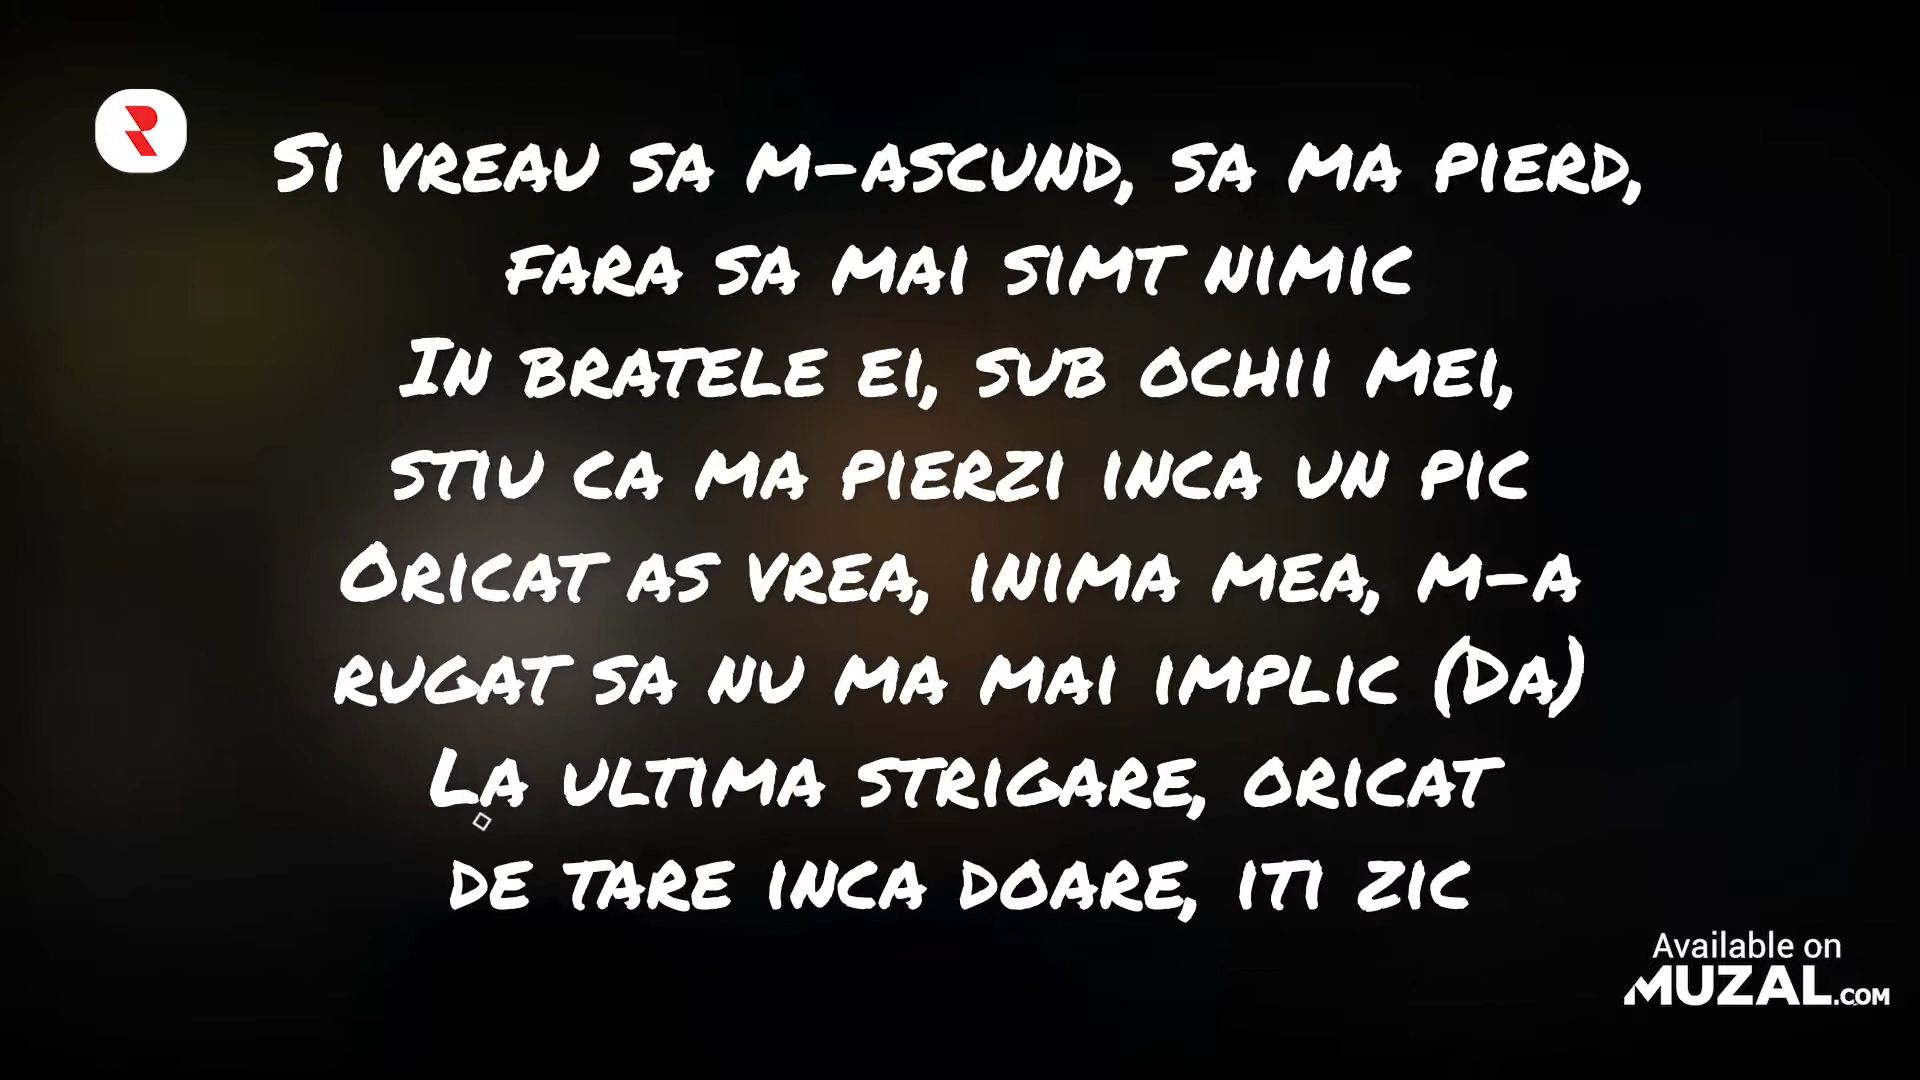 Si vreau sa m-ascund, sa ma pierd,
fara sa mai simt nimic
In bratele ei, sub ochii mei,
stiu ca ma pierzi inca un pic
Oricat as vrea, inima mea, m-a
rugat sa nu ma mai implic (Da)
La ultima strigare, oricat
de tare inca doare, iti zic
Available on
MUZAL.COM